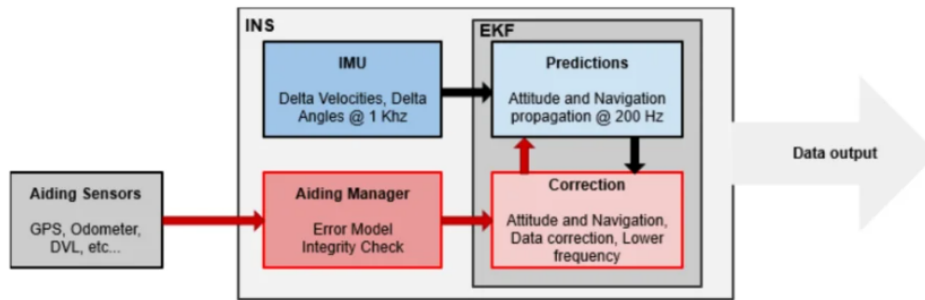 INS
EKF
IMU
Delta Velocities, Delta
Angles @ 1 Khz
Predictions
Attitude and Navigation
propagation @ 200 Hz
Data output
Aiding Sensors
GPS, Odometer,
DVL, etc...
Aiding Manager
Error Model
Integrity Check
Correction
Attitude and Navigation,
Data correction, Lower
frequency